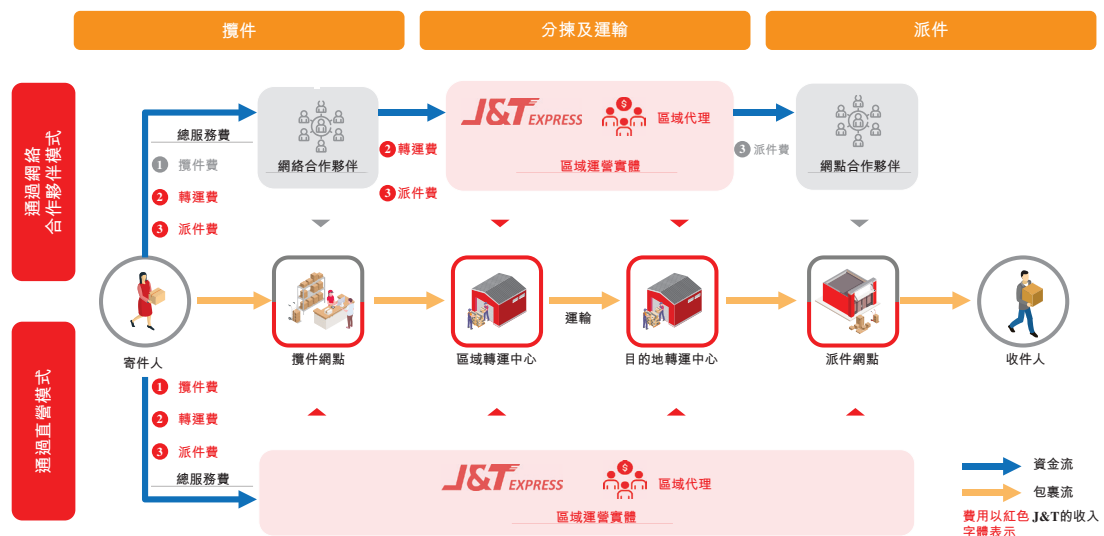 攬件
分揀及運輸
派件
通過網絡
合作夥伴模式
總服務費
1 攬件費
2 轉運費
3 派件費
網絡合作夥伴
2 轉運費
3 派件費
J&T EXPRESS
區域代理
區域運營實體
3 派件費
網點合作夥伴
寄件人
攬件網點
區域轉運中心
運輸
目的地轉運中心
派件網點
收件人
通過直營模式
1 攬件費
2 轉運費
3 派件費
總服務費
J&T EXPRESS
區域代理
區域運營實體
資金流
包裹流
費用以紅色 J&T的收入
字體表示